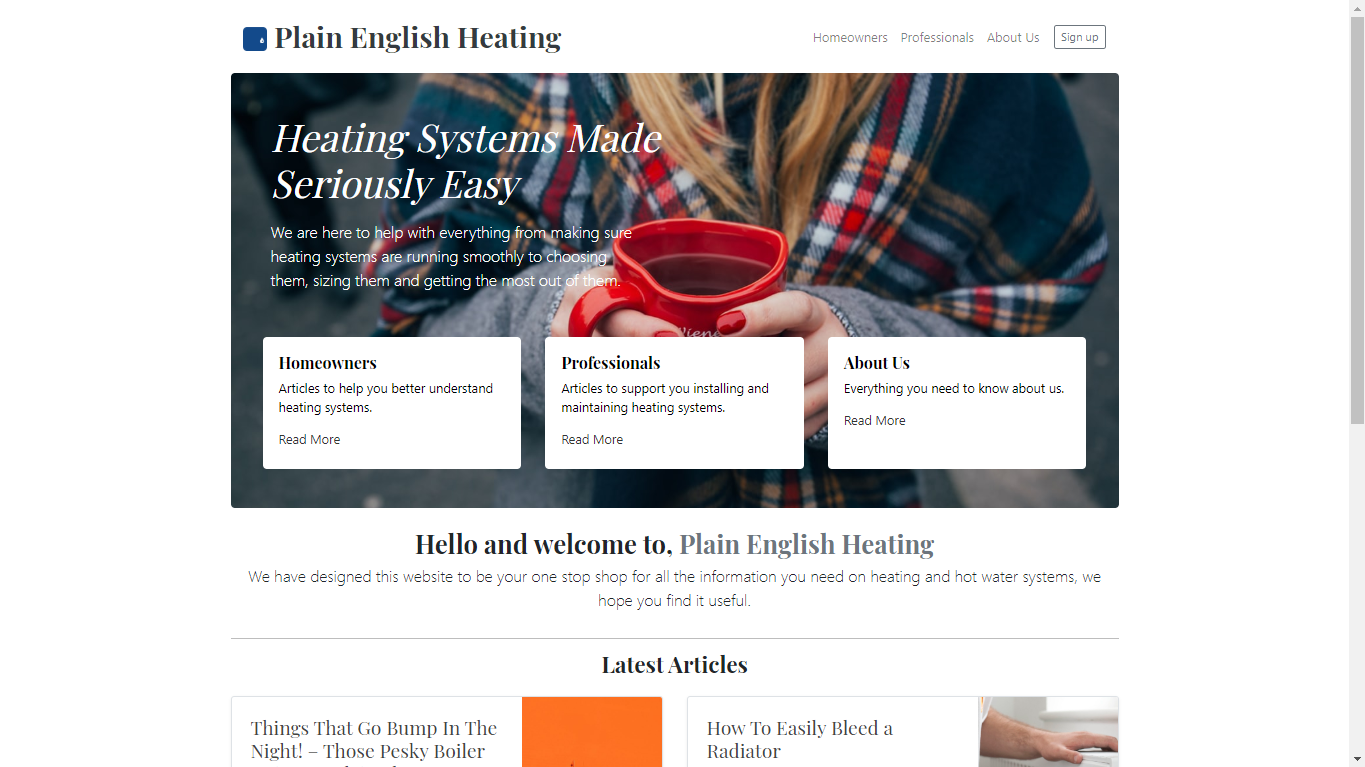 Plain English Heating
Homeowners
Professionals
About Us
Sign up
Heating Systems Made
Seriously Easy
We are here to help with everything from making sure
heating systems are running smoothly to choosing
them, sizing them and getting the most out of them.
Homeowners
Articles to help you better understand
heating systems.
Read More
Professionals
Articles to support you installing and
maintaining heating systems.
Read More
About Us
Everything you need to know about us.
Read More
Hello and welcome to, Plain English Heating
We have designed this website to be your one stop shop for all the information you need on heating and hot water systems, we
hope you find it useful.
Latest Articles
Things That Go Bump In The
Night! – Those Pesky Boiler
How To Easily Bleed a
Radiator